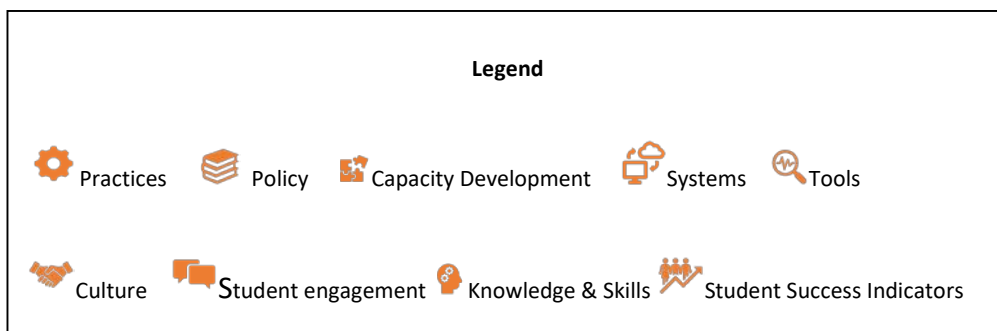 Legend
Practices Policy Capacity Development Systems Tools
Culture Student engagement Knowledge & Skills Student Success Indicators